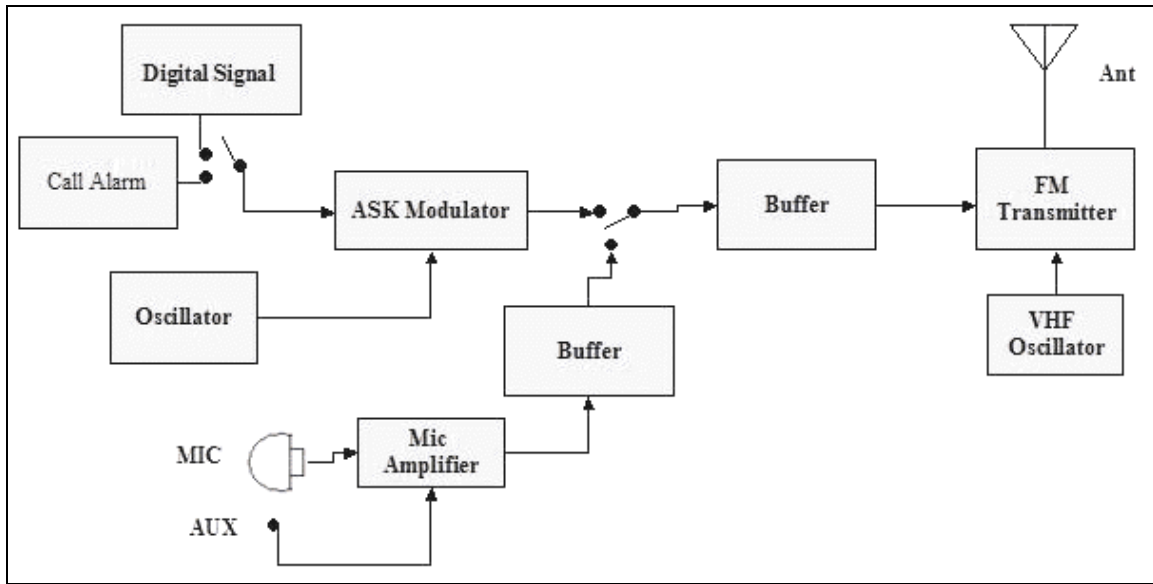 Digital Signal
Ant
Call Alarm
ASK Modulator
Buffer
FM
Transmitter
Oscillator
Buffer
VHF
Oscillator
MIC
Mic
Amplifier
AUX